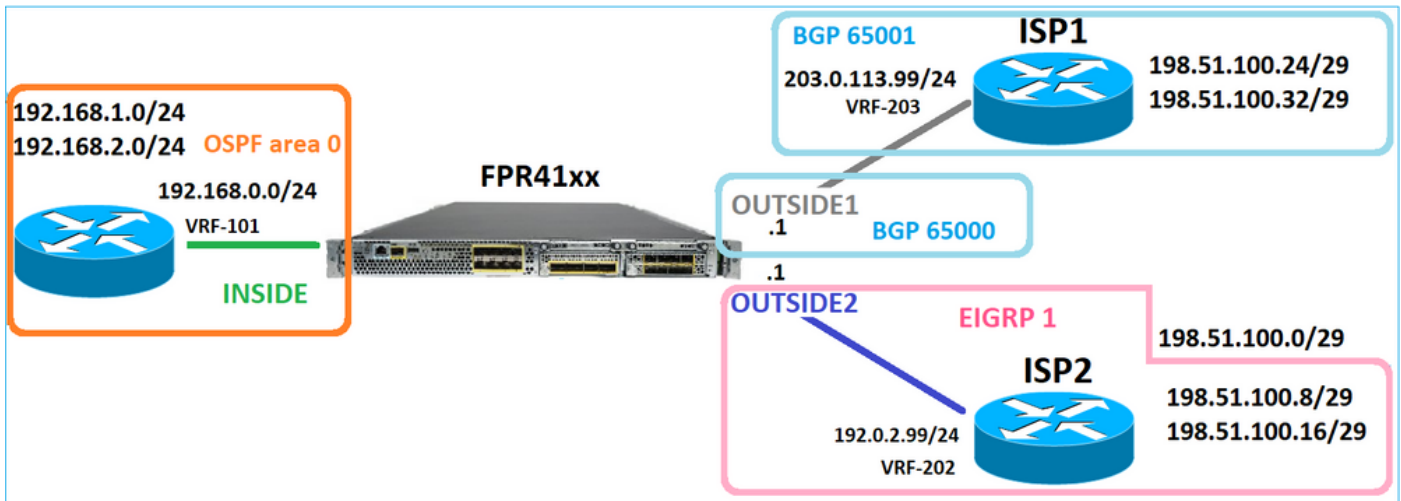 192.168.1.0/24
192.168.2.0/24
OSPF area 0
192.168.0.0/24
VRF-101
INSIDE
FPR41xx
BGP 65001
ISP1
203.0.113.99/24
VRF-203
198.51.100.24/29
198.51.100.32/29
OUTSIDE1
.1
BGP 65000
.1
OUTSIDE2
EIGRP 1
198.51.100.0/29
ISP2
198.51.100.8/29
198.51.100.16/29
192.0.2.99/24
VRF-202